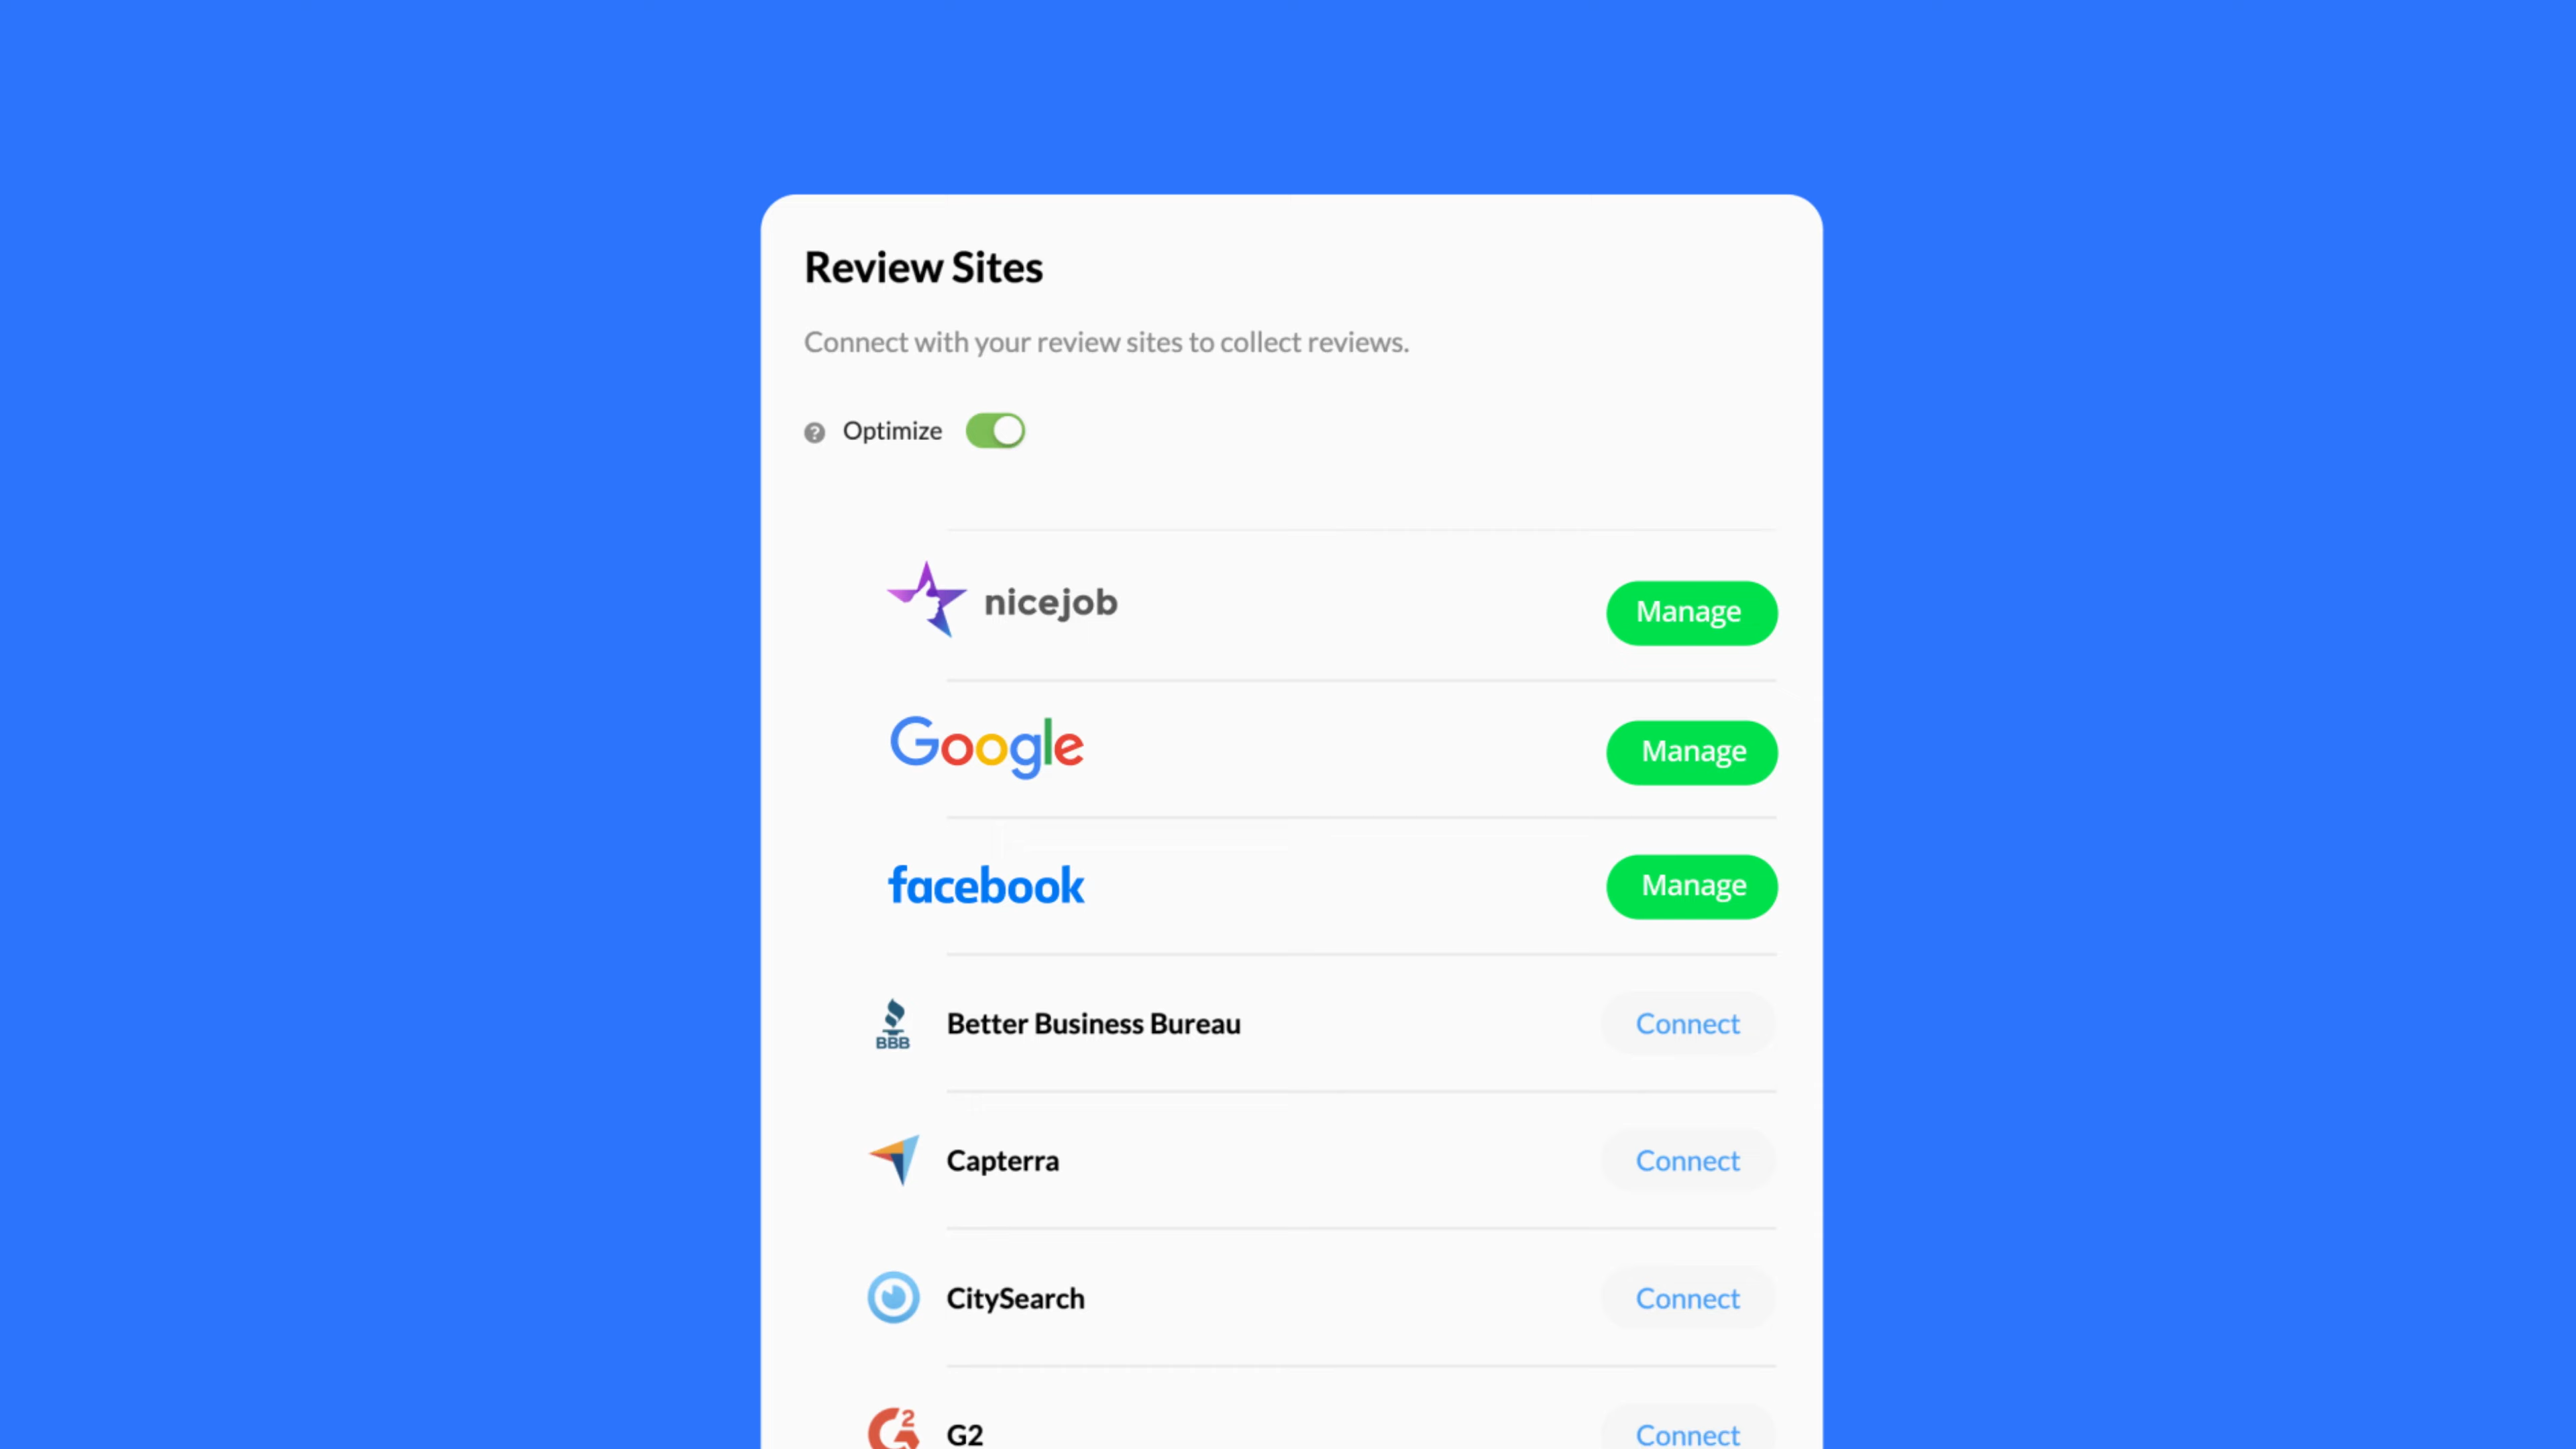 Review Sites
Connect with your review sites to collect reviews.
? Optimize
nicejob Manage
Google Manage
facebook Manage
BBB Better Business Bureau Connect
Capterra Connect
CitySearch Connect
G2 G2 Connect